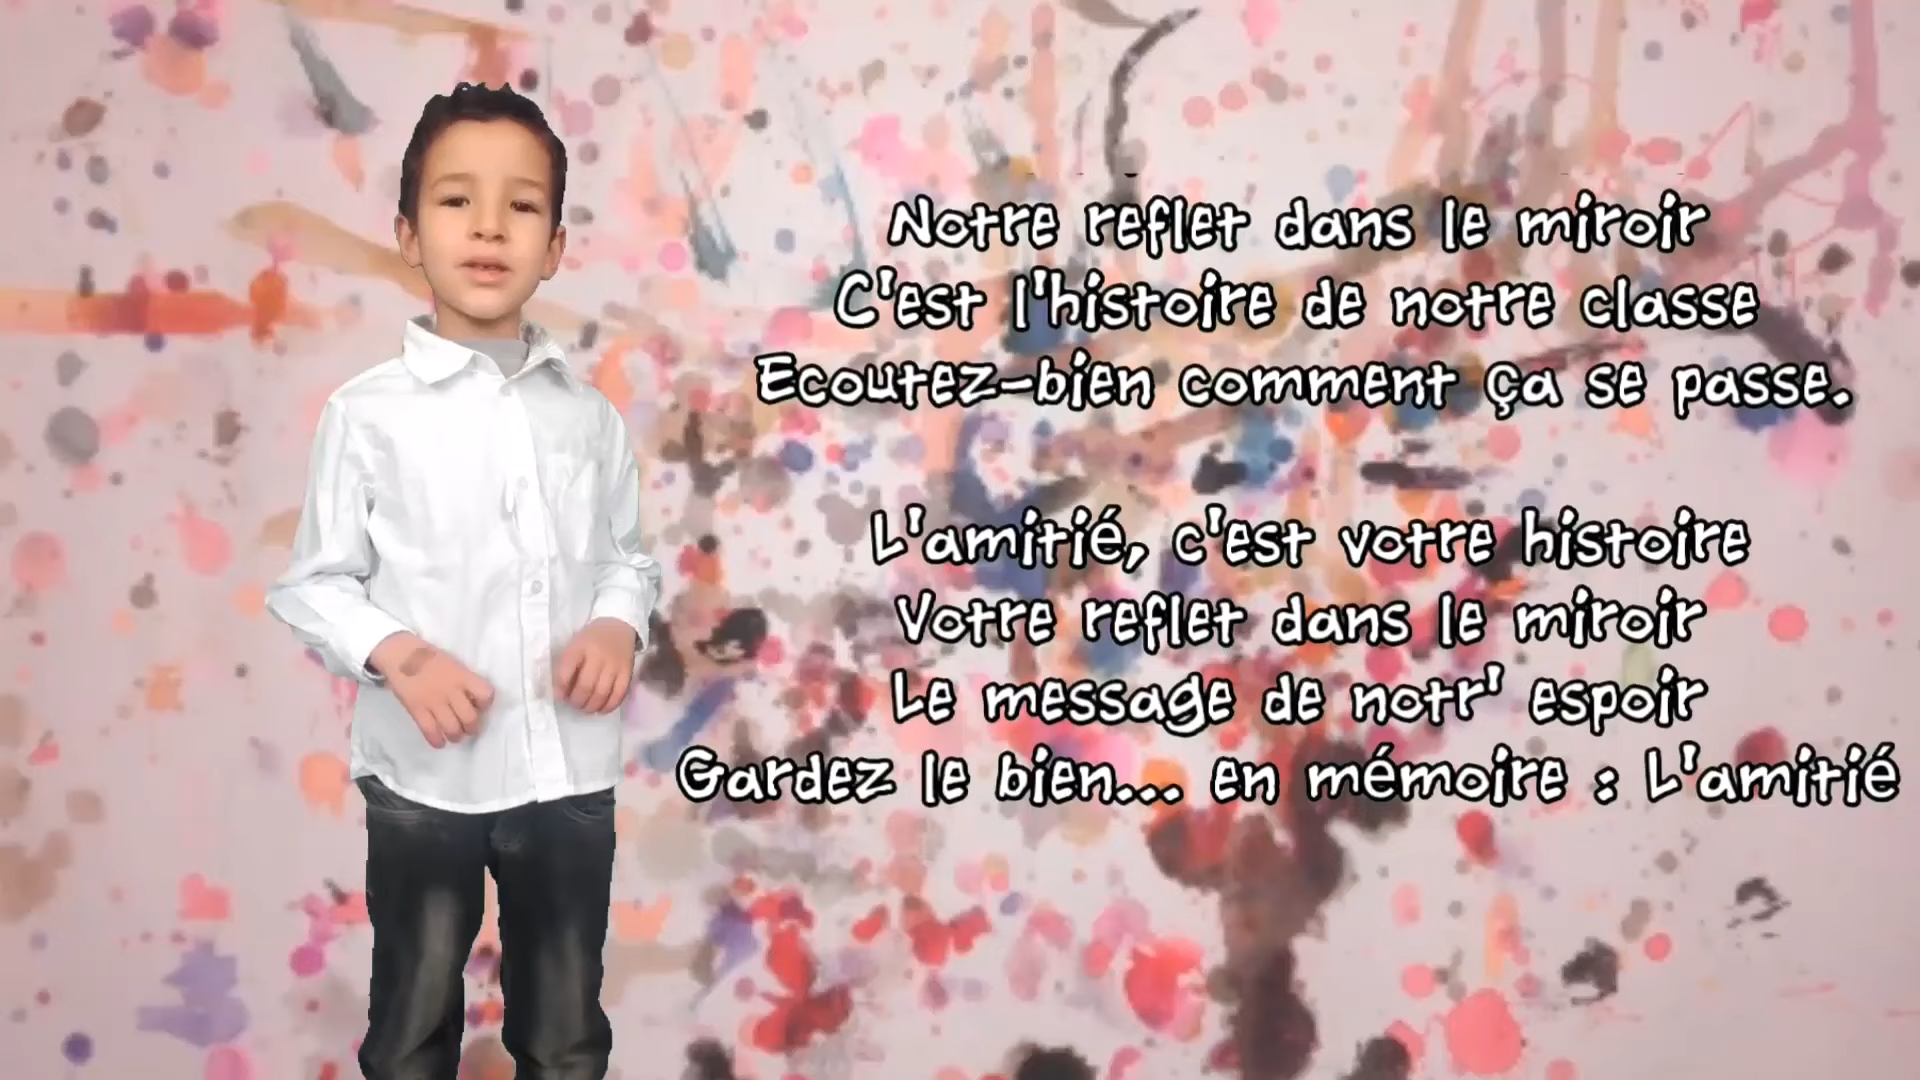 Notre reflet dans le miroir
C'est l'histoire de notre classe
Ecoutez-bien comment ça se passe.
L'amitié, c'est votre histoire
Votre reflet dans le miroir
Le message de notr' espoir
Gardez le bien... en mémoire : L'amitié